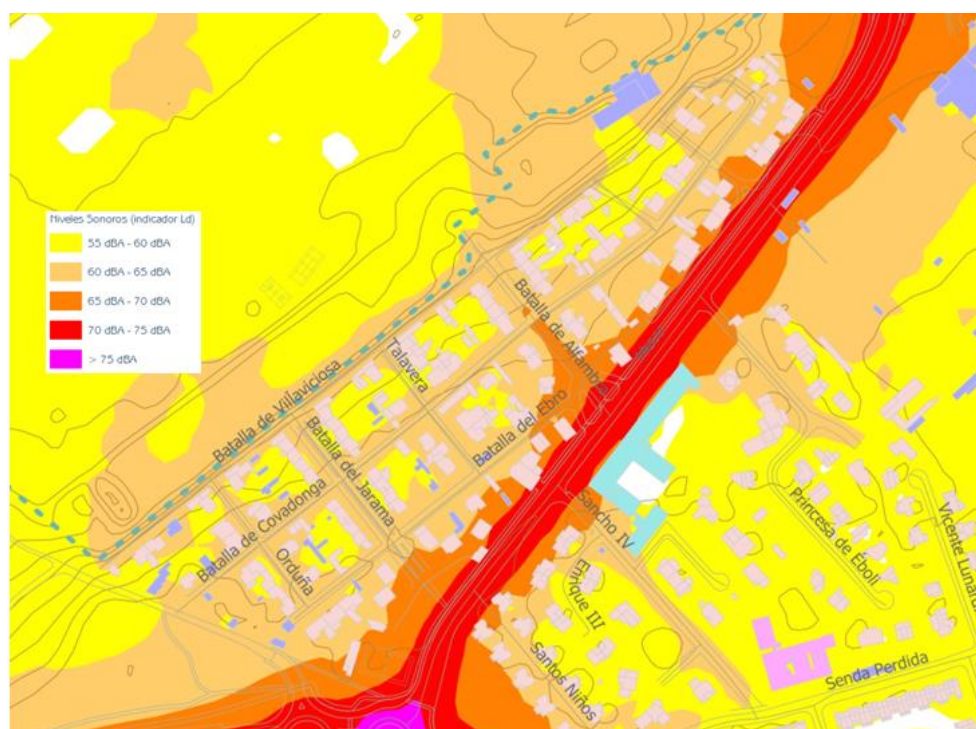 Niveles Sonoros (indicador Ld)
55 dBA - 60 dBA
60 dBA - 65 dBA
65 dBA - 70 dBA
70 dBA - 75 dBA
> 75 dBA
Batalla de Villaviciosa
Talavera
Batalla de Alfambra
Batalla del Ebro
Batalla del Jarama
Batalla de Covadonga
Orduña
Sancho IV
Enrique III
Santos Niños
Princesa de Éboli
Vicente
Senda Perdida